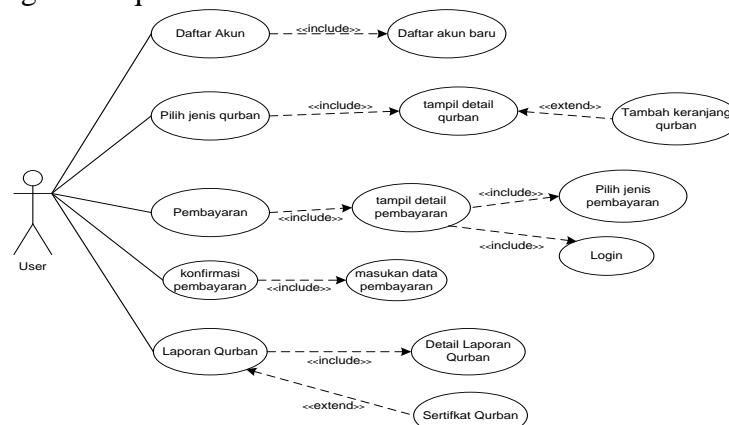 Daftar Akun
<<include>>
Daftar akun baru
Pilih jenis qurban
<<include>>
tampil detail
qurban
<<extend>>
Tambah keranjang
qurban
Pembayaran
<<include>>
tampil detail
pembayaran
<<include>>
Pilih jenis
pembayaran
<<include>>
Login
User
konfirmasi
pembayaran
<<include>>
masukan data
pembayaran
Laporan Qurban
<<include>>
Detail Laporan
Qurban
<<extend>>
Sertifkat Qurban